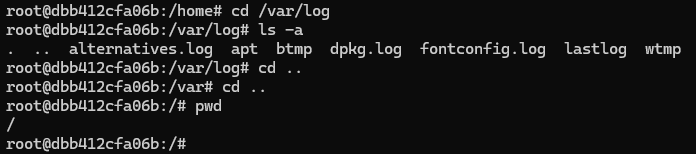 root@dbb412cfa06b:/home# cd /var/log
root@dbb412cfa06b:/var/log# ls -a
.  ..  alternatives.log  apt  btmp  dpkg.log  fontconfig.log  lastlog  wtmp
root@dbb412cfa06b:/var/log# cd ..
root@dbb412cfa06b:/var# cd ..
root@dbb412cfa06b:/# pwd
/
root@dbb412cfa06b:/#